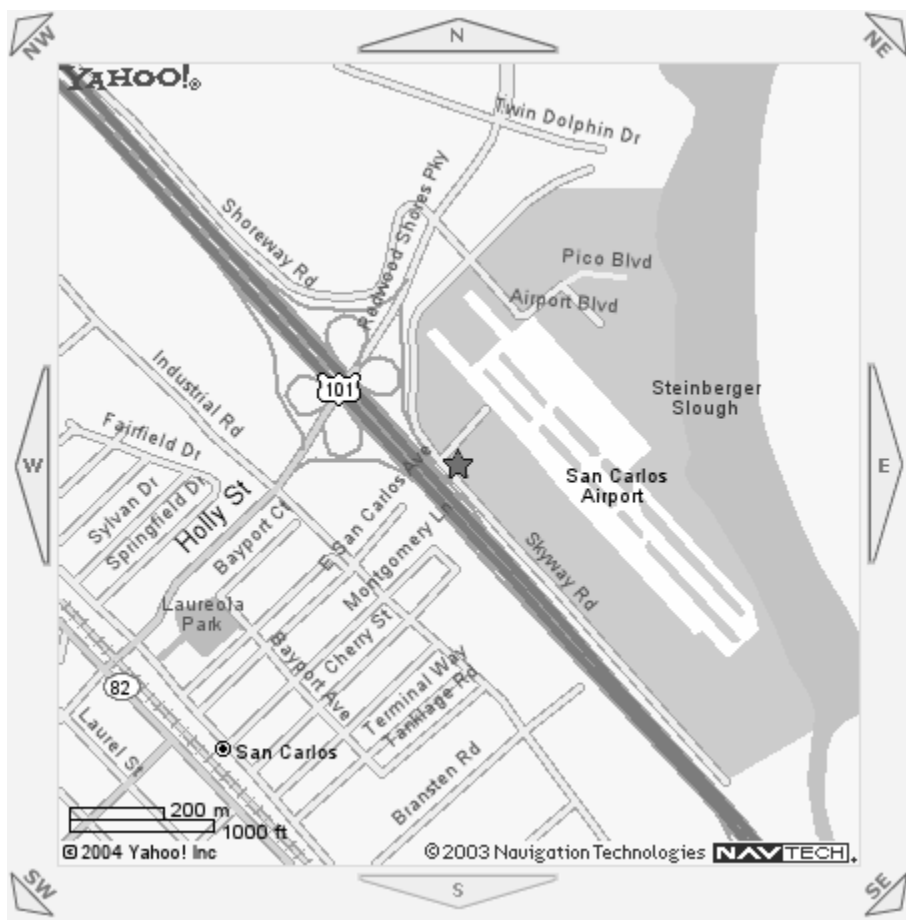 NW
N
NE
YAHOO!®
Twin Dolphin Dr
Redwood Shores Pky
Shoreway Rd
Pico Blvd
Airport Blvd
Industrial Rd
101
Steinberger
Slough
W
E
Fairfield Dr
Sylvan Dr
Springfield Dr
Holly St
Bayport Ct
E San Carlos Ave
Montgomery Ln
San Carlos
Airport
Skyway Rd
Laureola
Park
Cherry St
Bayport Ave
Terminal Way
Tanklage Rd
82
Laurel St
San Carlos
Bransten Rd
200 m
1000 ft
© 2004 Yahoo! Inc
© 2003 Navigation Technologies NAVTECH.
SW
S
SE